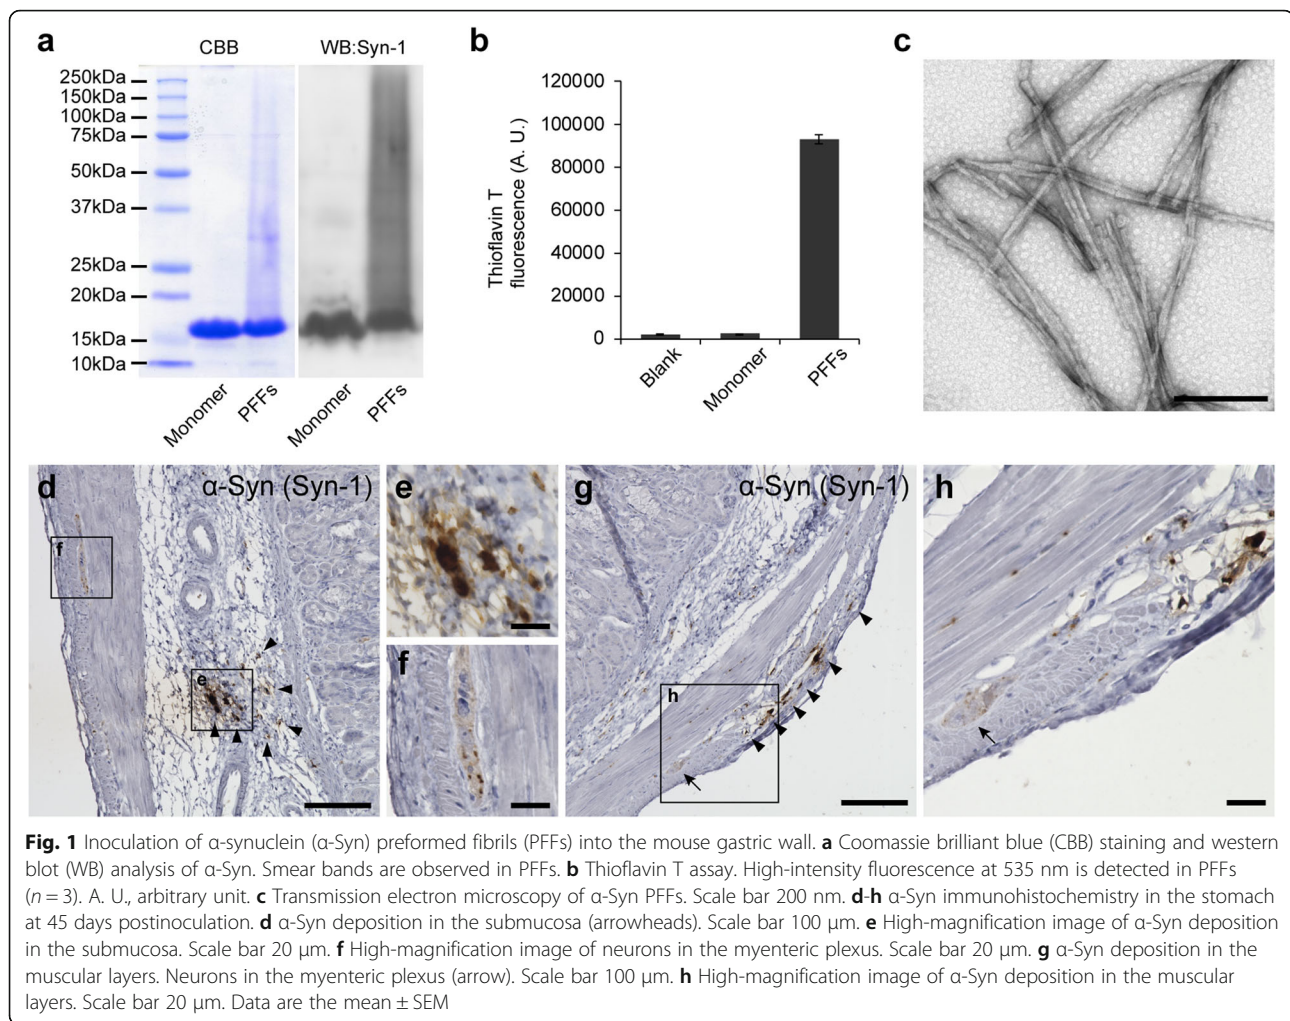 a
CBB
WB:Syn-1
250kDa
150kDa
100kDa
75kDa
50kDa
37kDa
25kDa
20kDa
15kDa
10kDa
Monomer
PFFs
Monomer
PFFs
b
Thioflavin T
fluorescence (A. U.)
120000
100000
80000
60000
40000
20000
0
Blank
Monomer
PFFs
c
d
α-Syn (Syn-1)
f
e
e
f
g
α-Syn (Syn-1)
h
h
Fig. 1 Inoculation of α-synuclein (α-Syn) preformed fibrils (PFFs) into the mouse gastric wall. a Coomassie brilliant blue (CBB) staining and western
blot (WB) analysis of α-Syn. Smear bands are observed in PFFs. b Thioflavin T assay. High-intensity fluorescence at 535 nm is detected in PFFs
(n = 3). A. U., arbitrary unit. c Transmission electron microscopy of α-Syn PFFs. Scale bar 200 nm. d-h α-Syn immunohistochemistry in the stomach
at 45 days postinoculation. d α-Syn deposition in the submucosa (arrowheads). Scale bar 100 μm. e High-magnification image of α-Syn deposition
in the submucosa. Scale bar 20 μm. f High-magnification image of neurons in the myenteric plexus. Scale bar 20 μm. g α-Syn deposition in the
muscular layers. Neurons in the myenteric plexus (arrow). Scale bar 100 μm. h High-magnification image of α-Syn deposition in the muscular
layers. Scale bar 20 μm. Data are the mean ± SEM